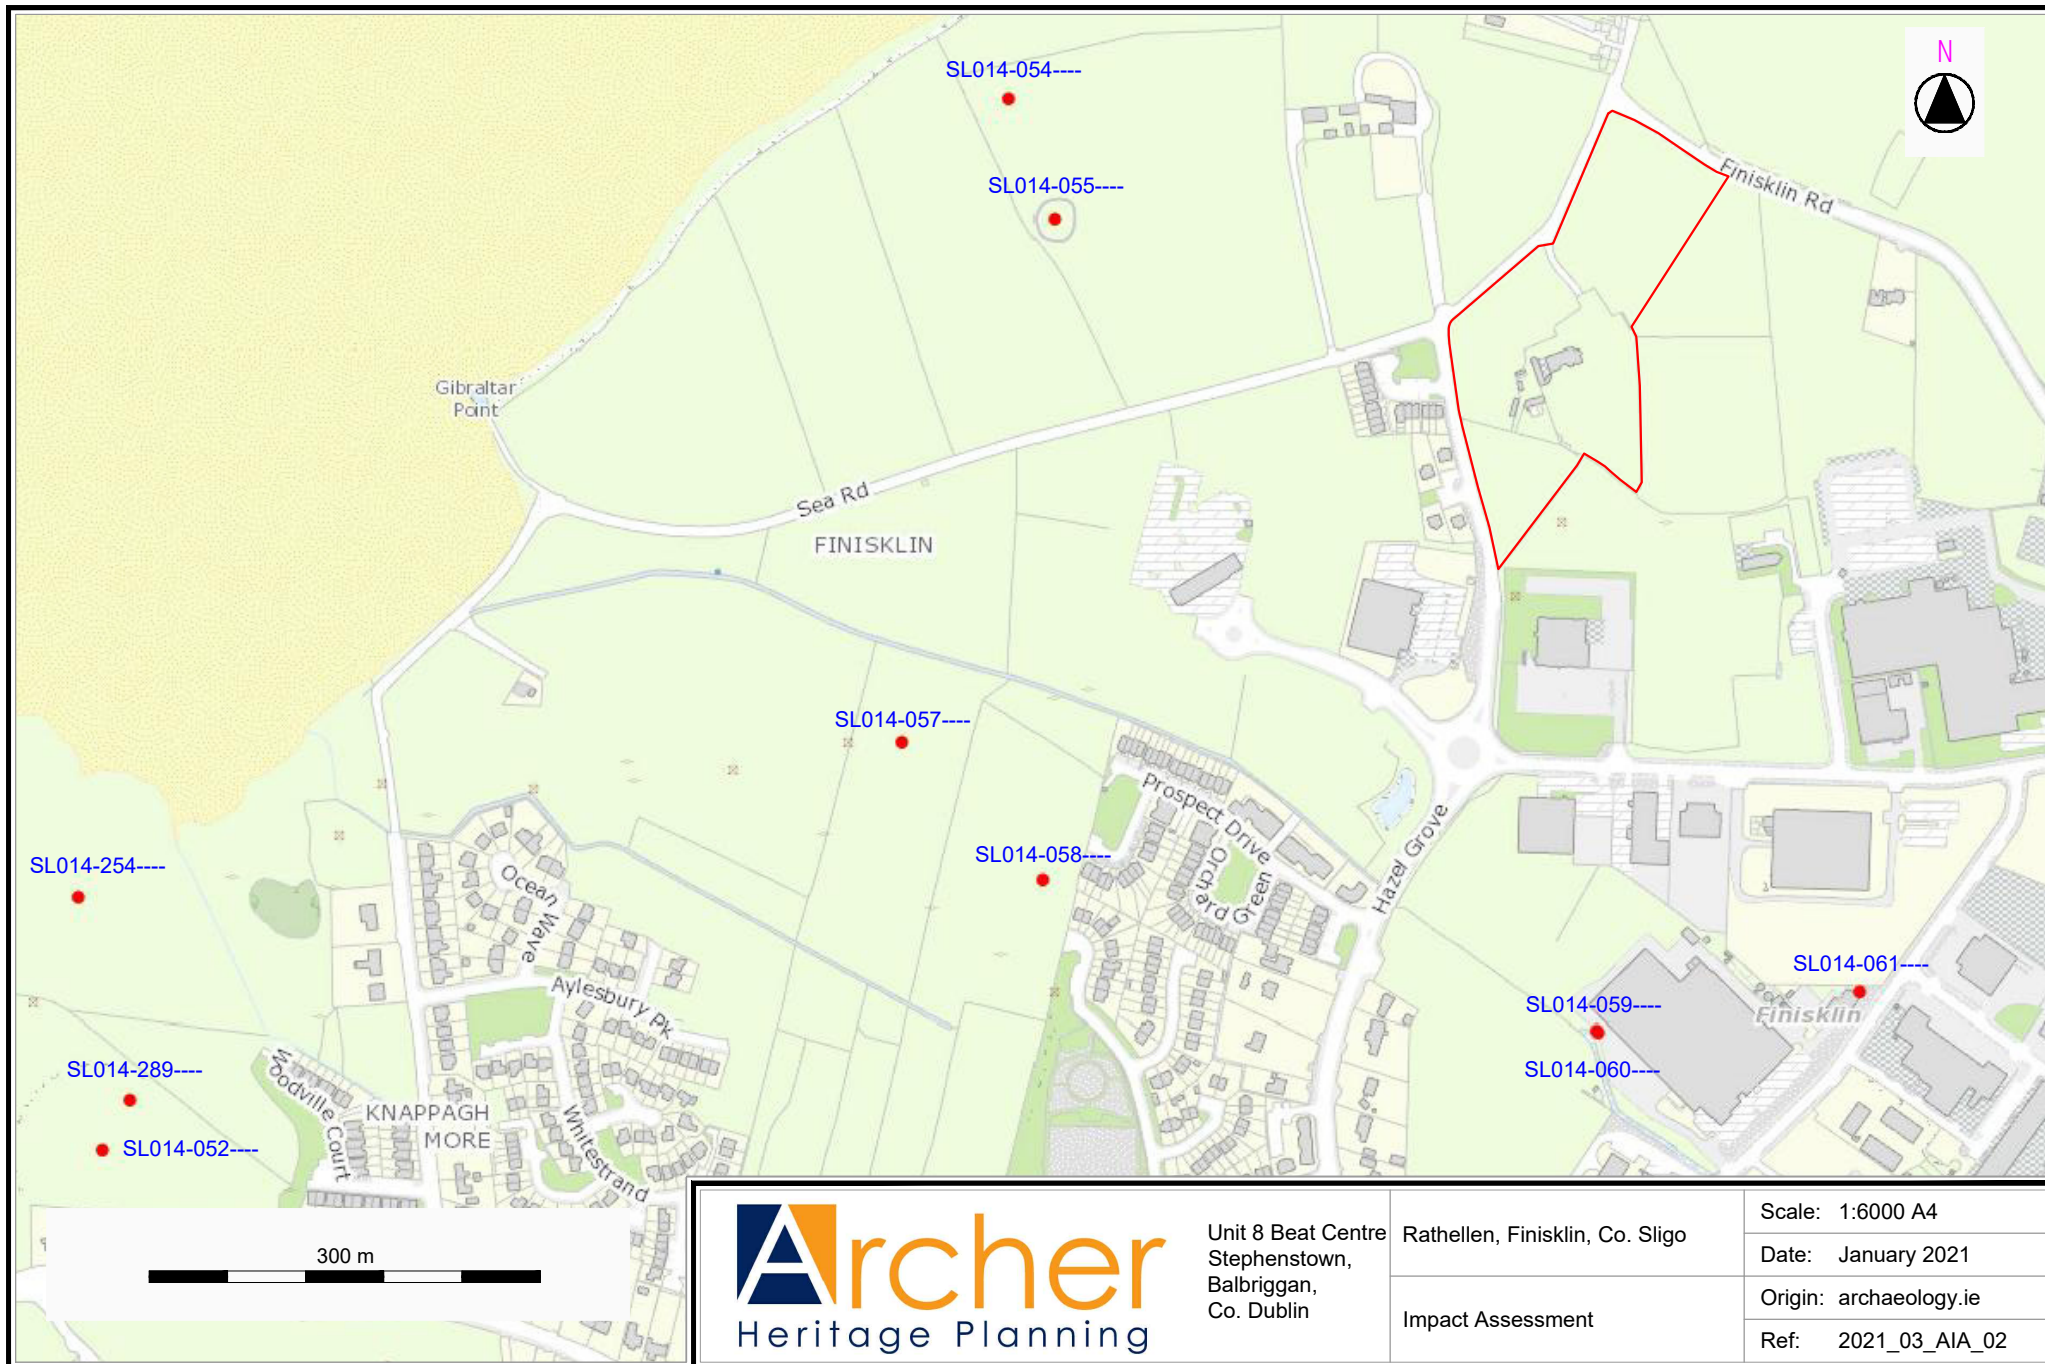 SL014-054----
N
SL014-055----
Finisklin Rd
Gibraltar
Point
Sea Rd
FINISKLIN
SL014-057----
Prospect Drive
SL014-058----
Orchard Green
Hazel Grove
SL014-254----
Ocean Wave
Aylesbury Pk
SL014-061----
SL014-059----
Finisklin
SL014-289----
SL014-060----
Woodville Court
KNAPPAGH
MORE
SL014-052----
Whitestrand
300 m
Archer
Heritage Planning
Unit 8 Beat Centre
Stephenstown,
Balbriggan,
Co. Dublin
Rathellen, Finisklin, Co. Sligo
Impact Assessment
Scale: 1:6000 A4
Date: January 2021
Origin: archaeology.ie
Ref: 2021_03_AIA_02